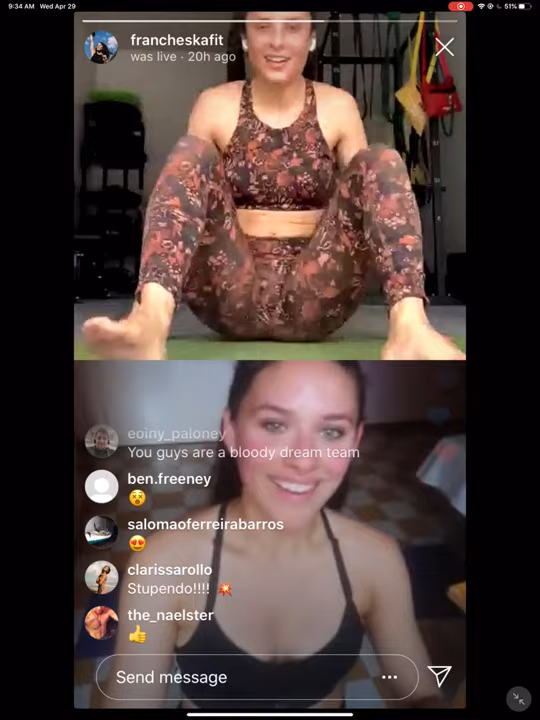 9:34 AM Wed Apr 29
51%
francheskafit
was live · 20h ago
eoiny_paloney
You guys are a bloody dream team
ben.freeney
😵
salomaoferreirabarros
😍
clarissarollo
Stupendo!!!! 💥
the_naelster
👍
Send message